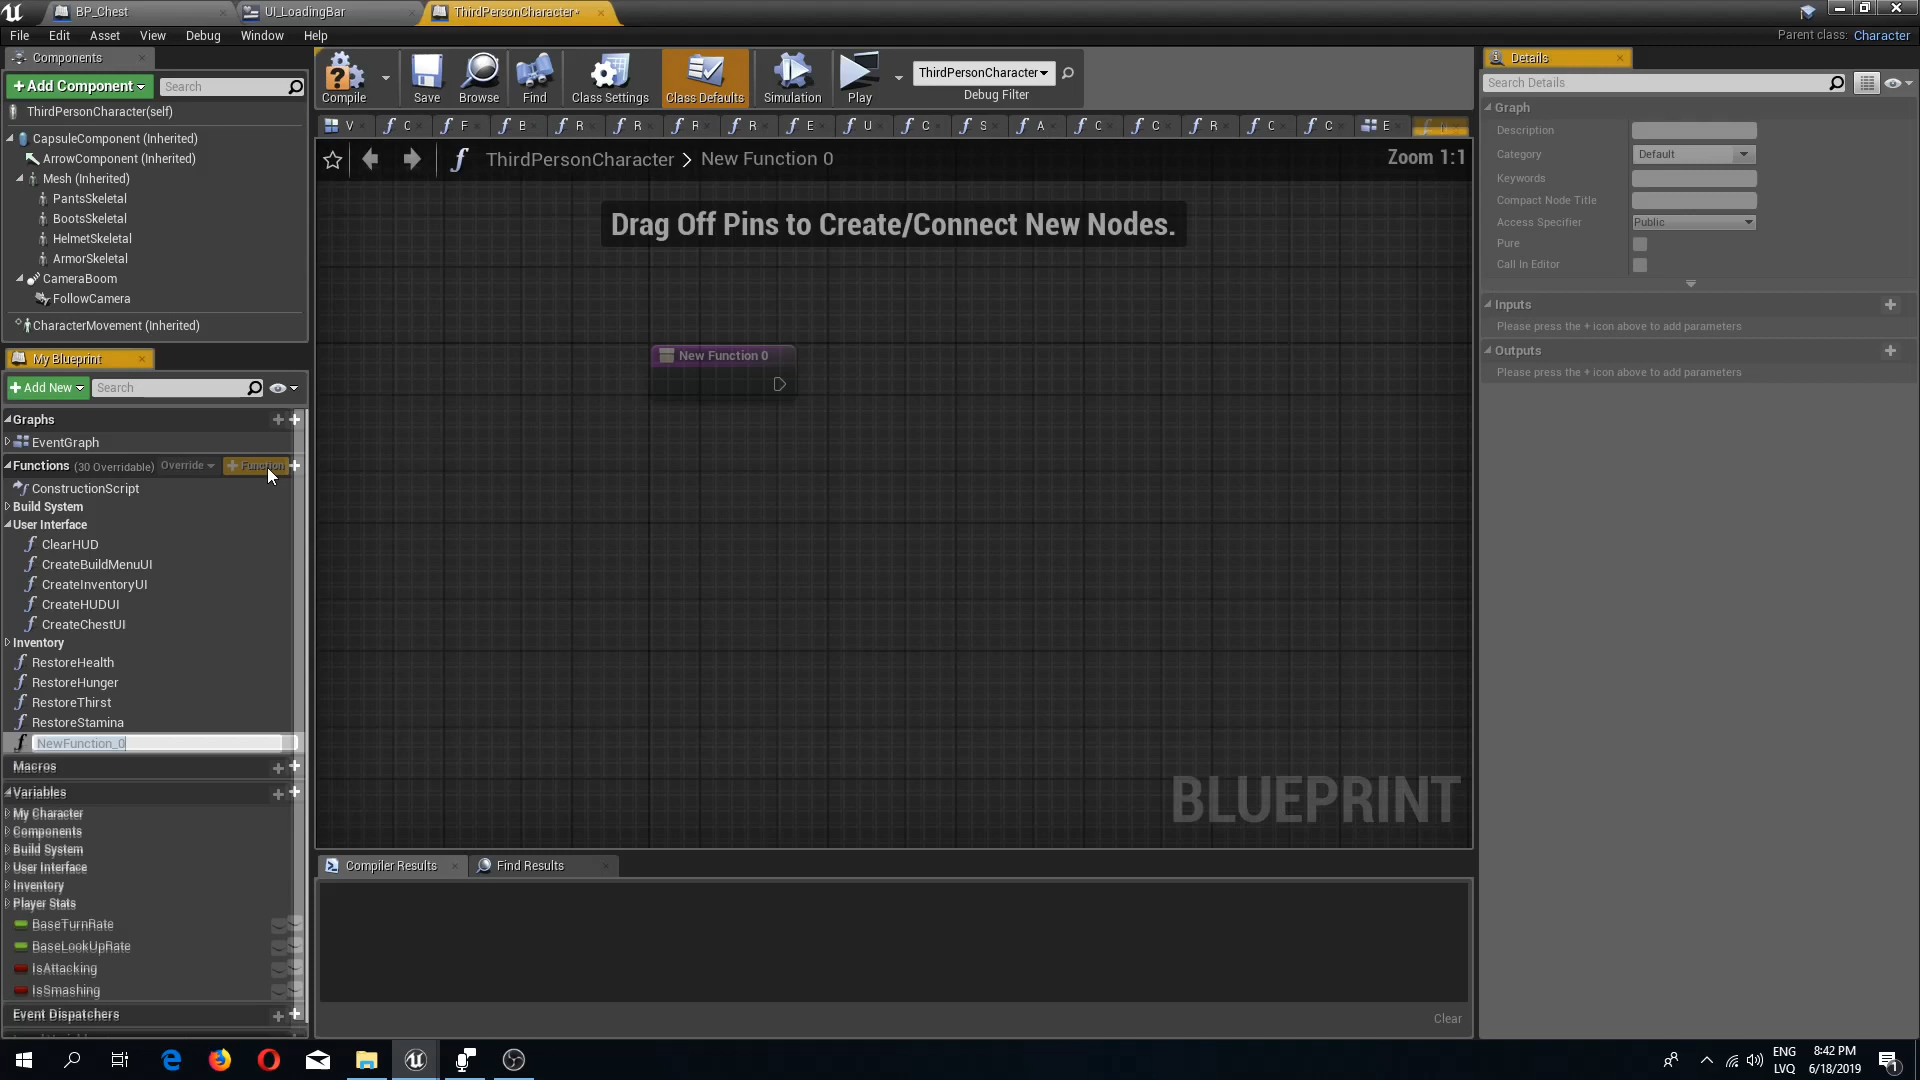 BP_Chest
UI_LoadingBar
ThirdPersonCharacter*
File Edit Asset View Debug Window Help
Parent class: Character
Components
+Add Component
Search
ThirdPersonCharacter(self)
CapsuleComponent (Inherited)
ArrowComponent (Inherited)
Mesh (Inherited)
PantsSkeletal
BootsSkeletal
HelmetSkeletal
ArmorSkeletal
CameraBoom
FollowCamera
CharacterMovement (Inherited)
Compile
Save
Browse
Find
Class Settings
Class Defaults
Simulation
Play
ThirdPersonCharacter
Debug Filter
V C F B R R R R E U C S A C C R C C E
ThirdPersonCharacter > New Function 0
Zoom 1:1
Drag Off Pins to Create/Connect New Nodes.
New Function 0
BLUEPRINT
My Blueprint
+Add New
Search
Graphs
EventGraph
Functions (30 Overridable) Override + Function
ConstructionScript
Build System
User Interface
ClearHUD
CreateBuildMenuUI
CreateInventoryUI
CreateHUDUI
CreateChestUI
Inventory
RestoreHealth
RestoreHunger
RestoreThirst
RestoreStamina
NewFunction_0
Macros
Variables
My Character
Components
Build System
User Interface
Inventory
Player Stats
BaseTurnRate
BaseLookUpRate
IsAttacking
IsSmashing
Event Dispatchers
Compiler Results
Find Results
Clear
Details
Search Details
Graph
Description
Category Default
Keywords
Compact Node Title
Access Specifier Public
Pure
Call In Editor
Inputs
Please press the + icon above to add parameters
Outputs
Please press the + icon above to add parameters
ENG
LVQ
8:42 PM
6/18/2019
1